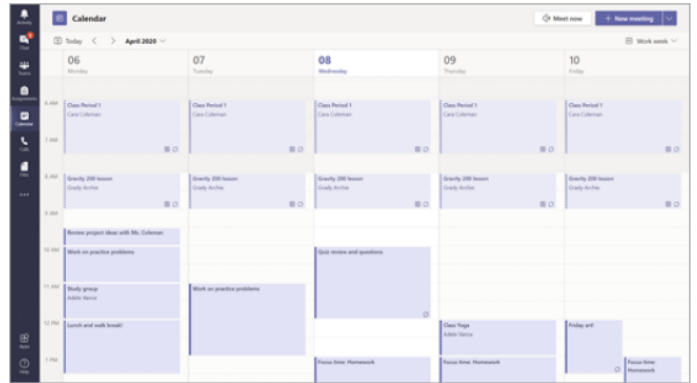 Activity
Chat
Teams
Assignments
Calendar
Calls
Files
Apps
Help
Calendar
Meet now
+ New meeting
Today
April 2020
Work week
06
Monday
07
Tuesday
08
Wednesday
09
Thursday
10
Friday
6 AM
7 AM
8 AM
9 AM
10 AM
11 AM
12 PM
1 PM
Class Period 1
Cara Coleman
Class Period 1
Cara Coleman
Class Period 1
Cara Coleman
Class Period 1
Cara Coleman
Class Period 1
Cara Coleman
Gravity 200 lesson
Grady Archie
Gravity 200 lesson
Grady Archie
Gravity 200 lesson
Grady Archie
Gravity 200 lesson
Grady Archie
Gravity 200 lesson
Grady Archie
Review project ideas with Ms. Coleman
Work on practice problems
Quiz review and questions
Study group
Adele Vance
Work on practice problems
Lunch and walk break!
Class Yoga
Adele Vance
Friday art!
Focus time: Homework
Focus time: Homework
Focus time:
Homework